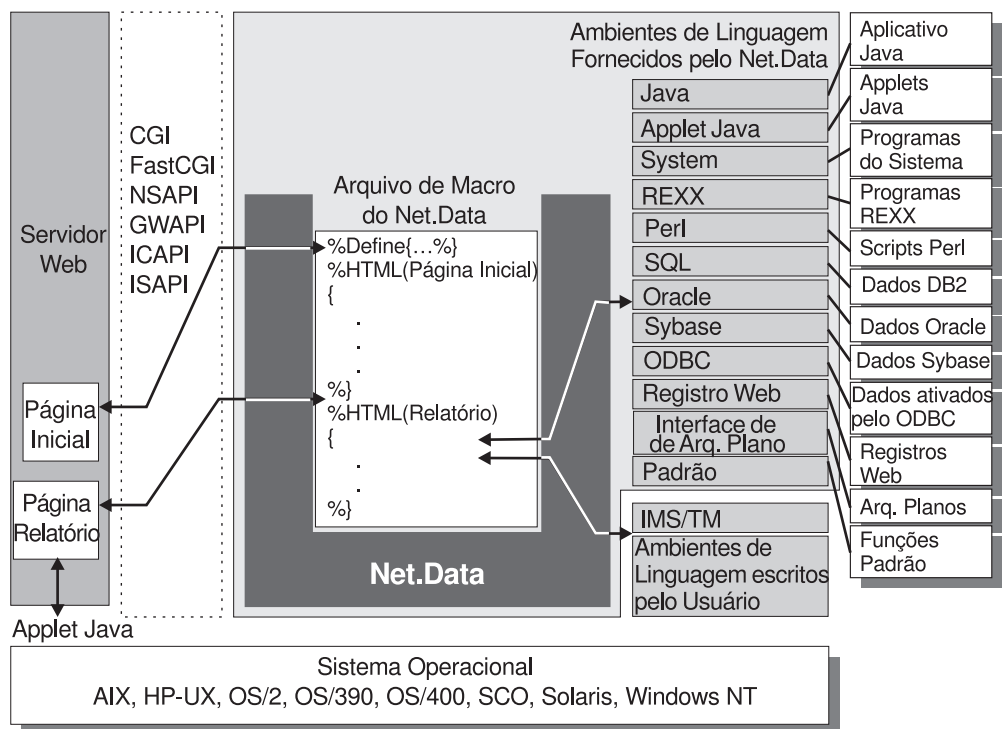 Servidor
Web
Página
Inicial
Página
Relatório
Applet Java
CGI
FastCGI
NSAPI
GWAPI
ICAPI
ISAPI
Arquivo de Macro
do Net.Data
%Define{...%}
%HTML(Página Inicial)
{
.
.
.
%}
%HTML(Relatório)
{
.
.
%}
Net.Data
Ambientes de Linguagem
Fornecidos pelo Net.Data
Java
Applet Java
System
REXX
Perl
SQL
Oracle
Sybase
ODBC
Registro Web
Interface de
de Arq. Plano
Padrão
IMS/TM
Ambientes de
Linguagem escritos
pelo Usuário
Aplicativo
Java
Applets
Java
Programas
do Sistema
Programas
REXX
Scripts Perl
Dados DB2
Dados Oracle
Dados Sybase
Dados ativados
pelo ODBC
Registros
Web
Arq. Planos
Funções
Padrão
Sistema Operacional
AIX, HP-UX, OS/2, OS/390, OS/400, SCO, Solaris, Windows NT